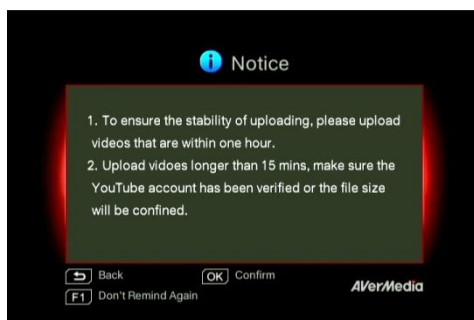 Notice
1. To ensure the stability of uploading, please upload
videos that are within one hour.
2. Upload vidoes longer than 15 mins, make sure the
YouTube account has been verified or the file size
will be confined.
Back OK Confirm
F1 Don't Remind Again
AVerMedia